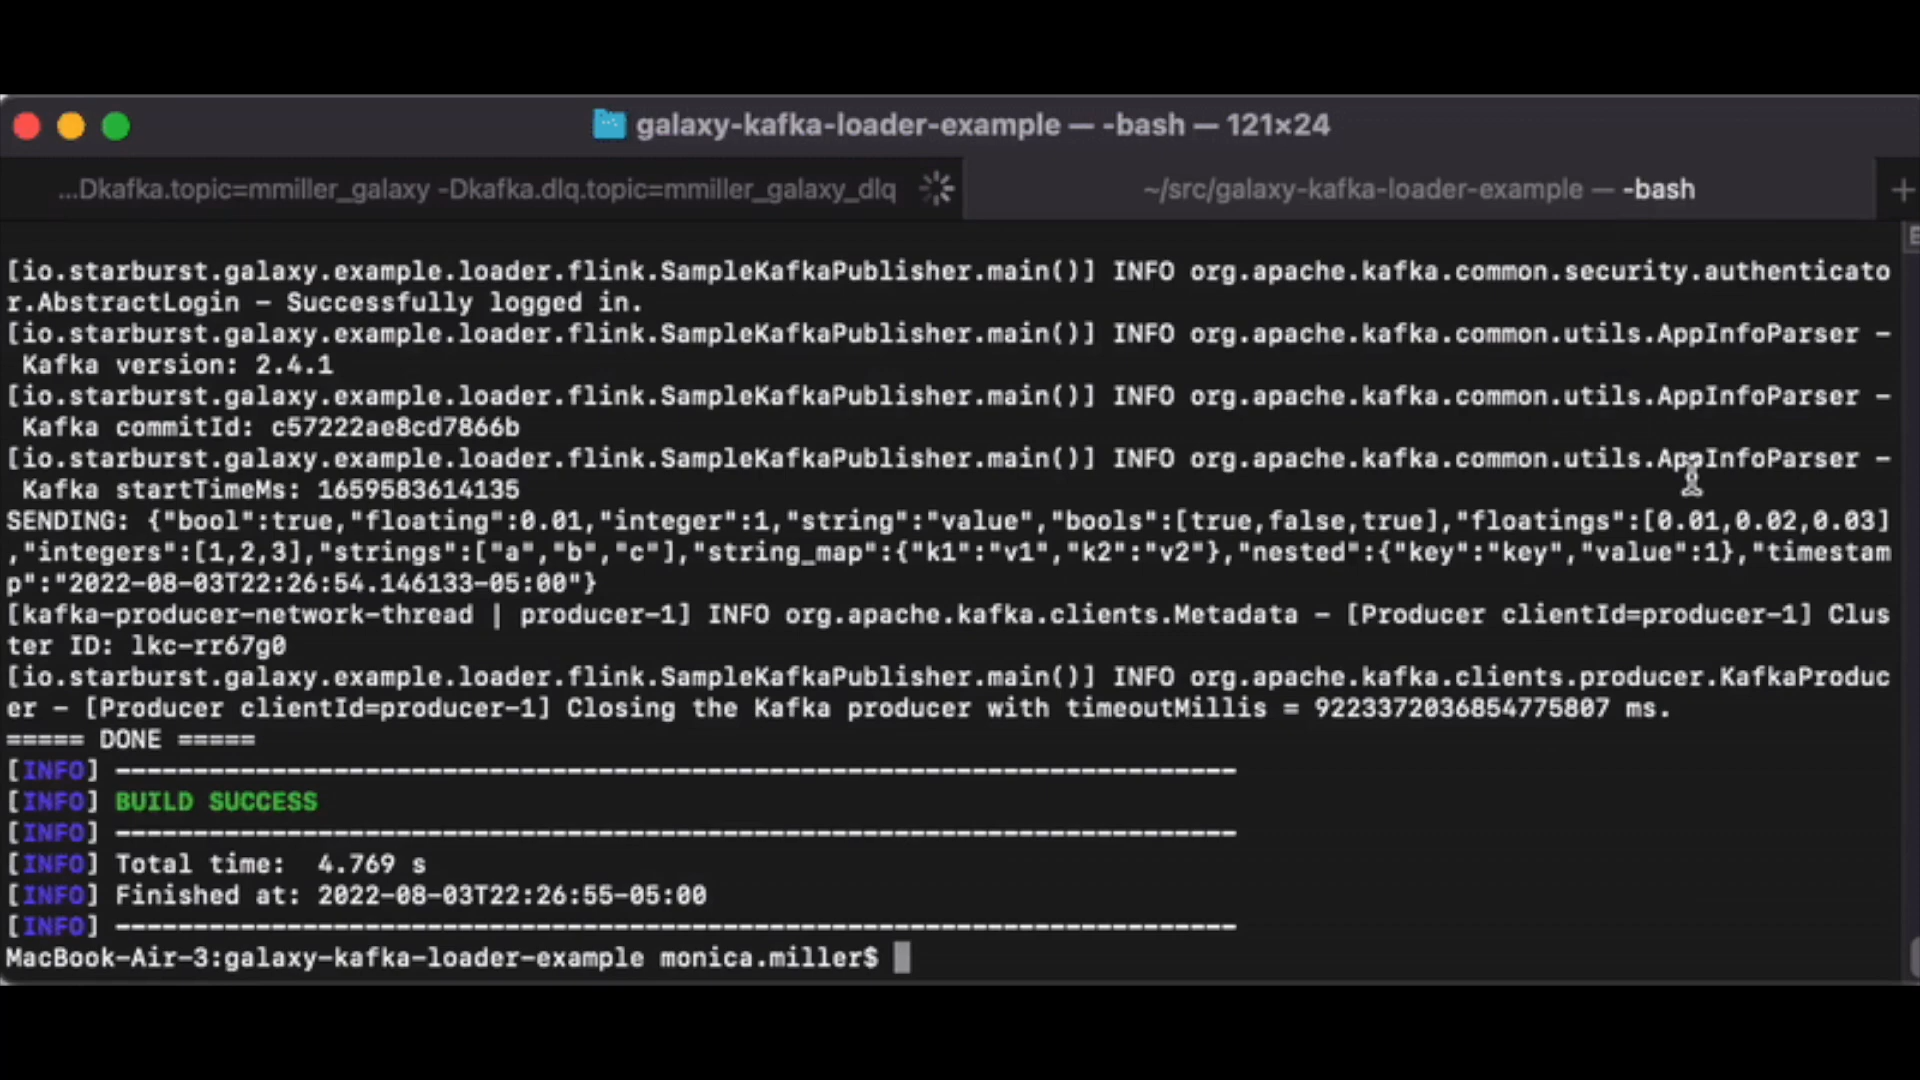 galaxy-kafka-loader-example — -bash — 121×24
...Dkafka.topic=mmiller_galaxy -Dkafka.dlq.topic=mmiller_galaxy_dlq
~/src/galaxy-kafka-loader-example — -bash
+
[io.starburst.galaxy.example.loader.flink.SampleKafkaPublisher.main()] INFO org.apache.kafka.common.security.authenticato
r.AbstractLogin - Successfully logged in.
[io.starburst.galaxy.example.loader.flink.SampleKafkaPublisher.main()] INFO org.apache.kafka.common.utils.AppInfoParser -
 Kafka version: 2.4.1
[io.starburst.galaxy.example.loader.flink.SampleKafkaPublisher.main()] INFO org.apache.kafka.common.utils.AppInfoParser -
 Kafka commitId: c57222ae8cd7866b
[io.starburst.galaxy.example.loader.flink.SampleKafkaPublisher.main()] INFO org.apache.kafka.common.utils.AppInfoParser -
 Kafka startTimeMs: 1659583614135
SENDING: {"bool":true,"floating":0.01,"integer":1,"string":"value","bools":[true,false,true],"floatings":[0.01,0.02,0.03]
,"integers":[1,2,3],"strings":["a","b","c"],"string_map":{"k1":"v1","k2":"v2"},"nested":{"key":"key","value":1},"timestam
p":"2022-08-03T22:26:54.146133-05:00"}
[kafka-producer-network-thread | producer-1] INFO org.apache.kafka.clients.Metadata - [Producer clientId=producer-1] Clus
ter ID: lkc-rr67g0
[io.starburst.galaxy.example.loader.flink.SampleKafkaPublisher.main()] INFO org.apache.kafka.clients.producer.KafkaProduc
er - [Producer clientId=producer-1] Closing the Kafka producer with timeoutMillis = 9223372036854775807 ms.
===== DONE =====
[INFO] ------------------------------------------------------------------------
[INFO] BUILD SUCCESS
[INFO] ------------------------------------------------------------------------
[INFO] Total time:  4.769 s
[INFO] Finished at: 2022-08-03T22:26:55-05:00
[INFO] ------------------------------------------------------------------------
MacBook-Air-3:galaxy-kafka-loader-example monica.miller$